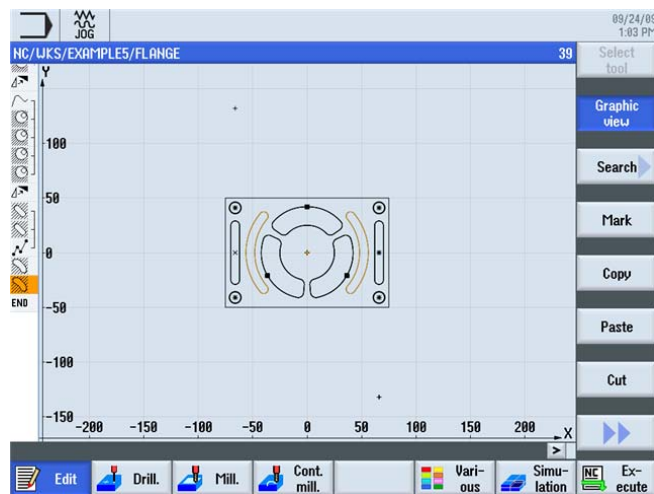 JOG
09/24/09
1:03 PM
NC/WKS/EXAMPLE5/FLANGE 39
Select
tool
Y
Graphic
view
100
Search
50
Mark
0
Copy
END
-50
Paste
-100
Cut
-150
-200 -150 -100 -50 0 50 100 150 200 X
>
Edit Drill. Mill. Cont.
mill. Vari-
ous Simu-
lation NC Ex-
ecute